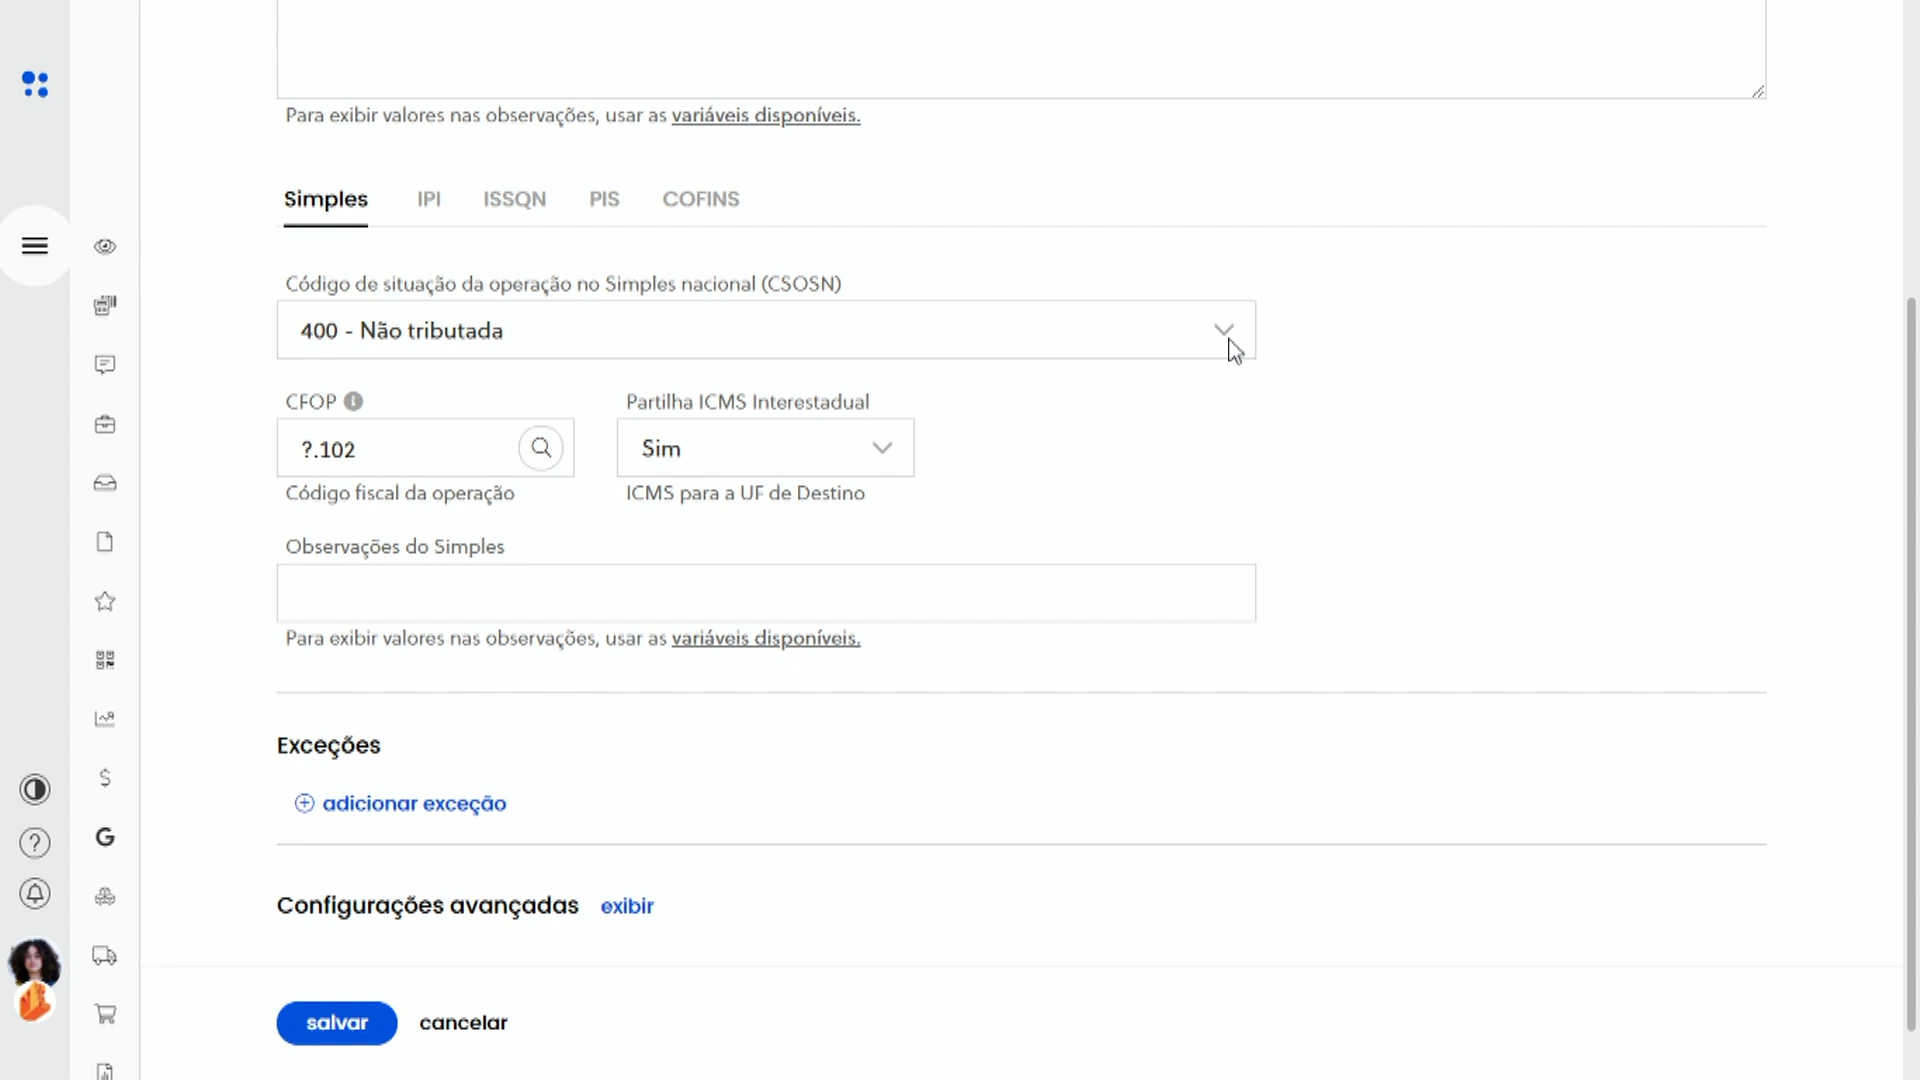 Para exibir valores nas observações, usar as variáveis disponíveis.
Simples IPI ISSQN PIS COFINS
Código de situação da operação no Simples nacional (CSOSN)
400 - Não tributada
CFOP Partilha ICMS Interestadual
?.102 Sim
Código fiscal da operação ICMS para a UF de Destino
Observações do Simples
Para exibir valores nas observações, usar as variáveis disponíveis.
Exceções
adicionar exceção
Configurações avançadas exibir
salvar cancelar